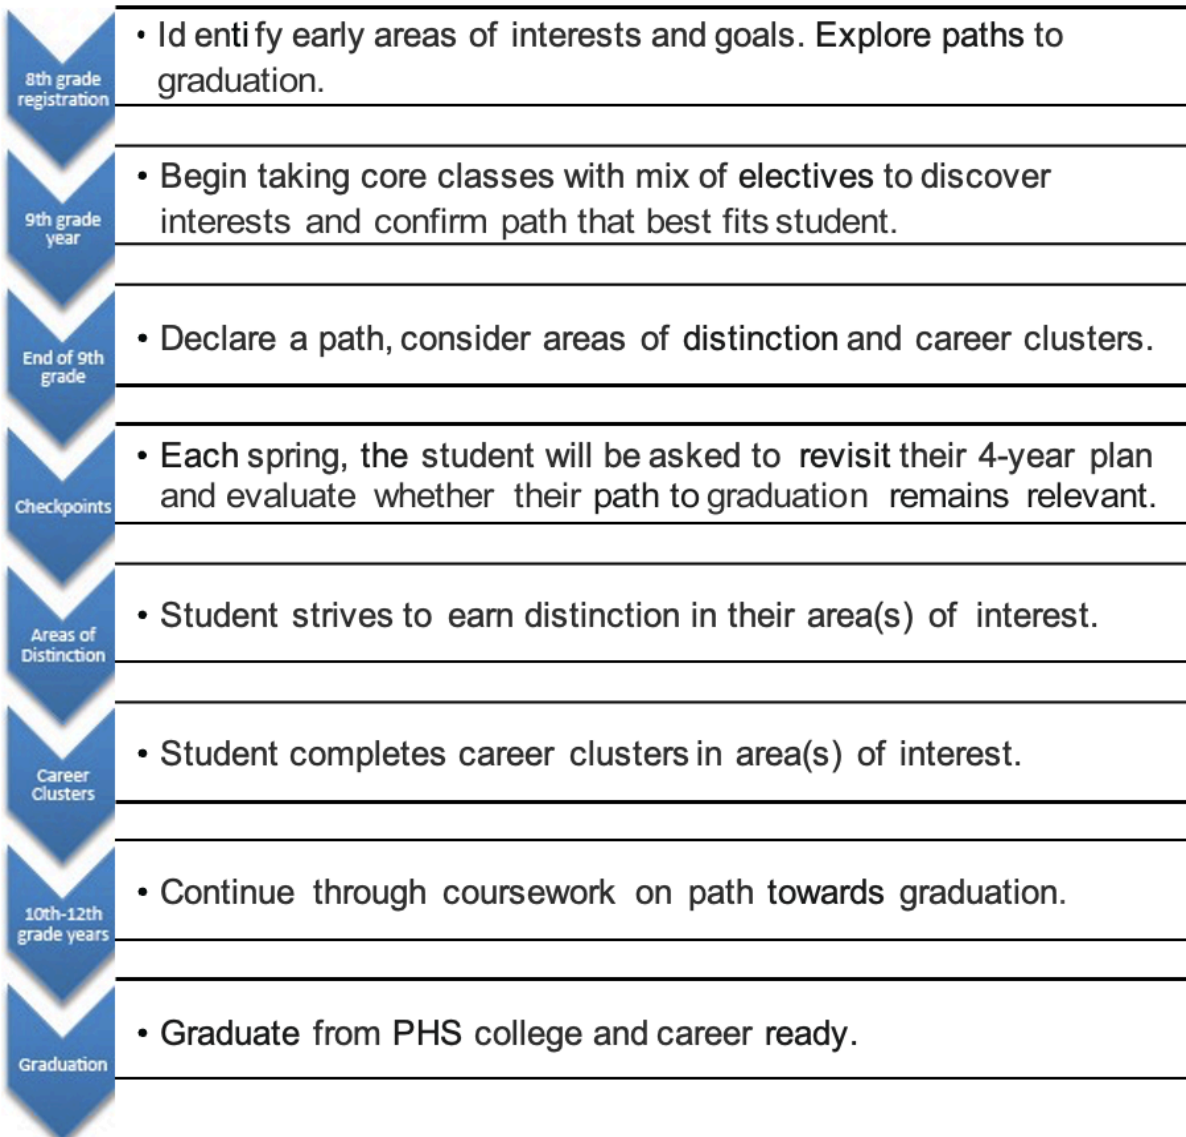 8th grade
registration
• Identify early areas of interests and goals. Explore paths to
graduation.
9th grade
year
• Begin taking core classes with mix of electives to discover
interests and confirm path that best fits student.
End of 9th
grade
• Declare a path, consider areas of distinction and career clusters.
Checkpoints
• Each spring, the student will be asked to revisit their 4-year plan
and evaluate whether their path to graduation remains relevant.
Areas of
Distinction
• Student strives to earn distinction in their area(s) of interest.
Career
Clusters
• Student completes career clusters in area(s) of interest.
10th-12th
grade years
• Continue through coursework on path towards graduation.
Graduation
• Graduate from PHS college and career ready.